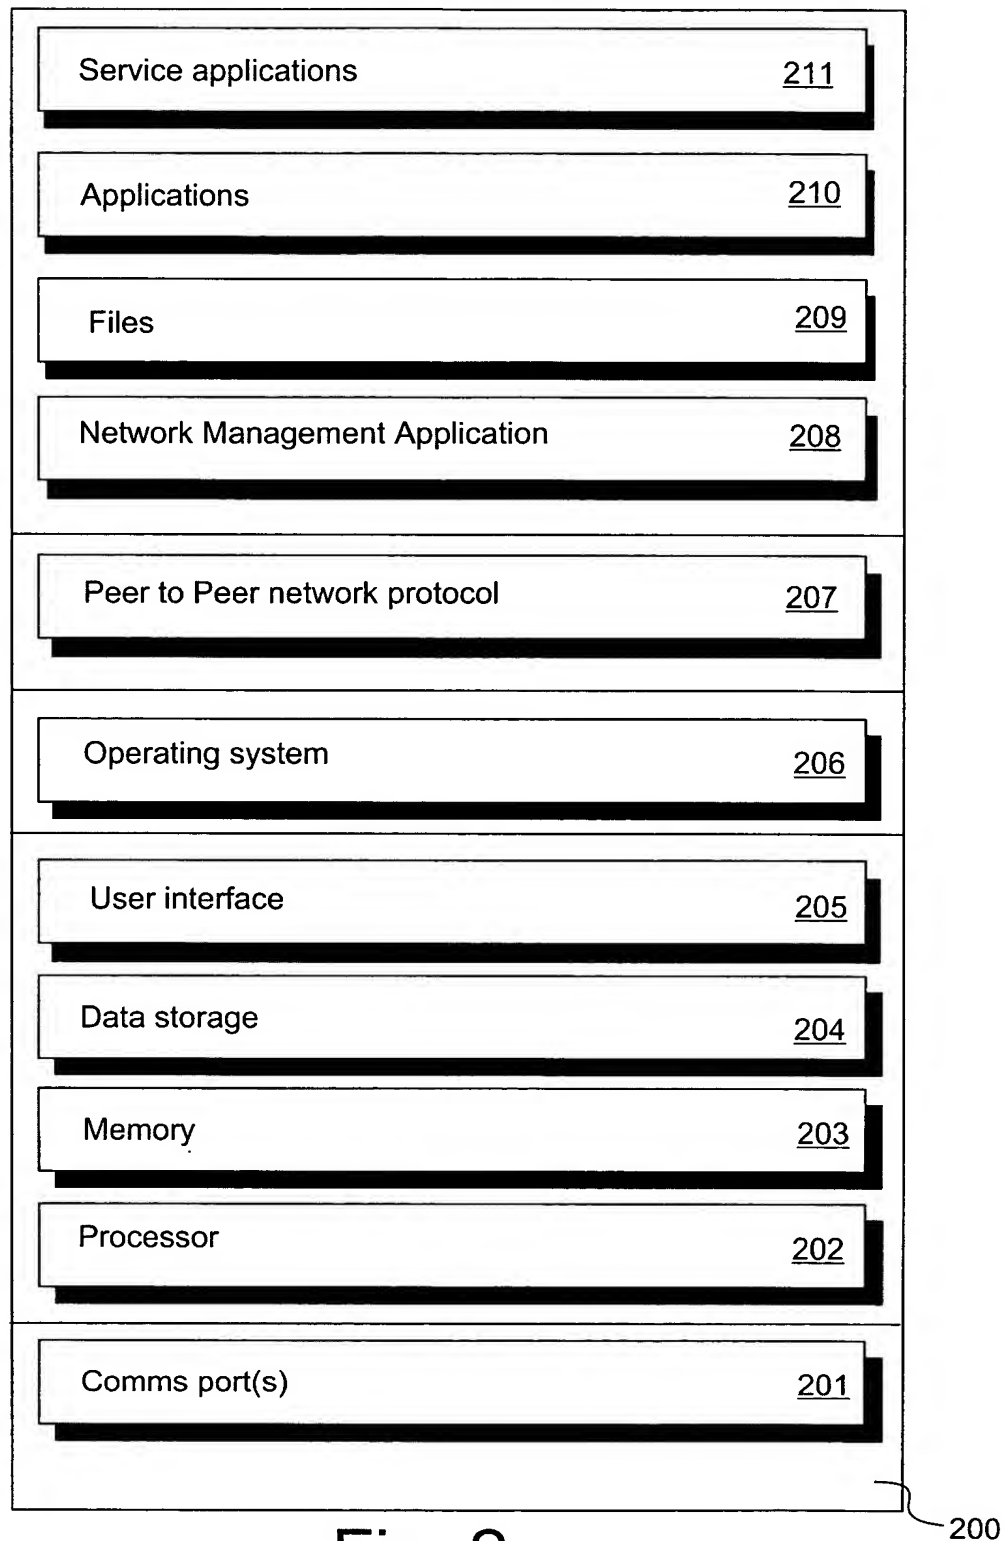 Service applications 211
Applications 210
Files 209
Network Management Application 208
Peer to Peer network protocol 207
Operating system 206
User interface 205
Data storage 204
Memory 203
Processor 202
Comms port(s) 201
200